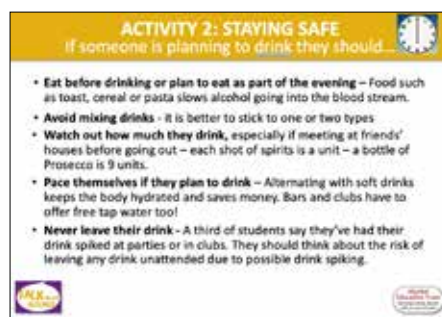 ACTIVITY 2: STAYING SAFE
If someone is planning to drink they should...
• Eat before drinking or plan to eat as part of the evening – Food such
as toast, cereal or pasta slows alcohol going into the blood stream.
• Avoid mixing drinks - it is better to stick to one or two types
• Watch out how much they drink, especially if meeting at friends'
houses before going out – each shot of spirits is a unit – a bottle of
Prosecco is 9 units.
• Pace themselves if they plan to drink – Alternating with soft drinks
keeps the body hydrated and saves money. Bars and clubs have to
offer free tap water too!
• Never leave their drink - A third of students say they've had their
drink spiked at parties or in clubs. They should think about the risk of
leaving any drink unattended due to possible drink spiking.
TALK
Alcohol
Education Trust